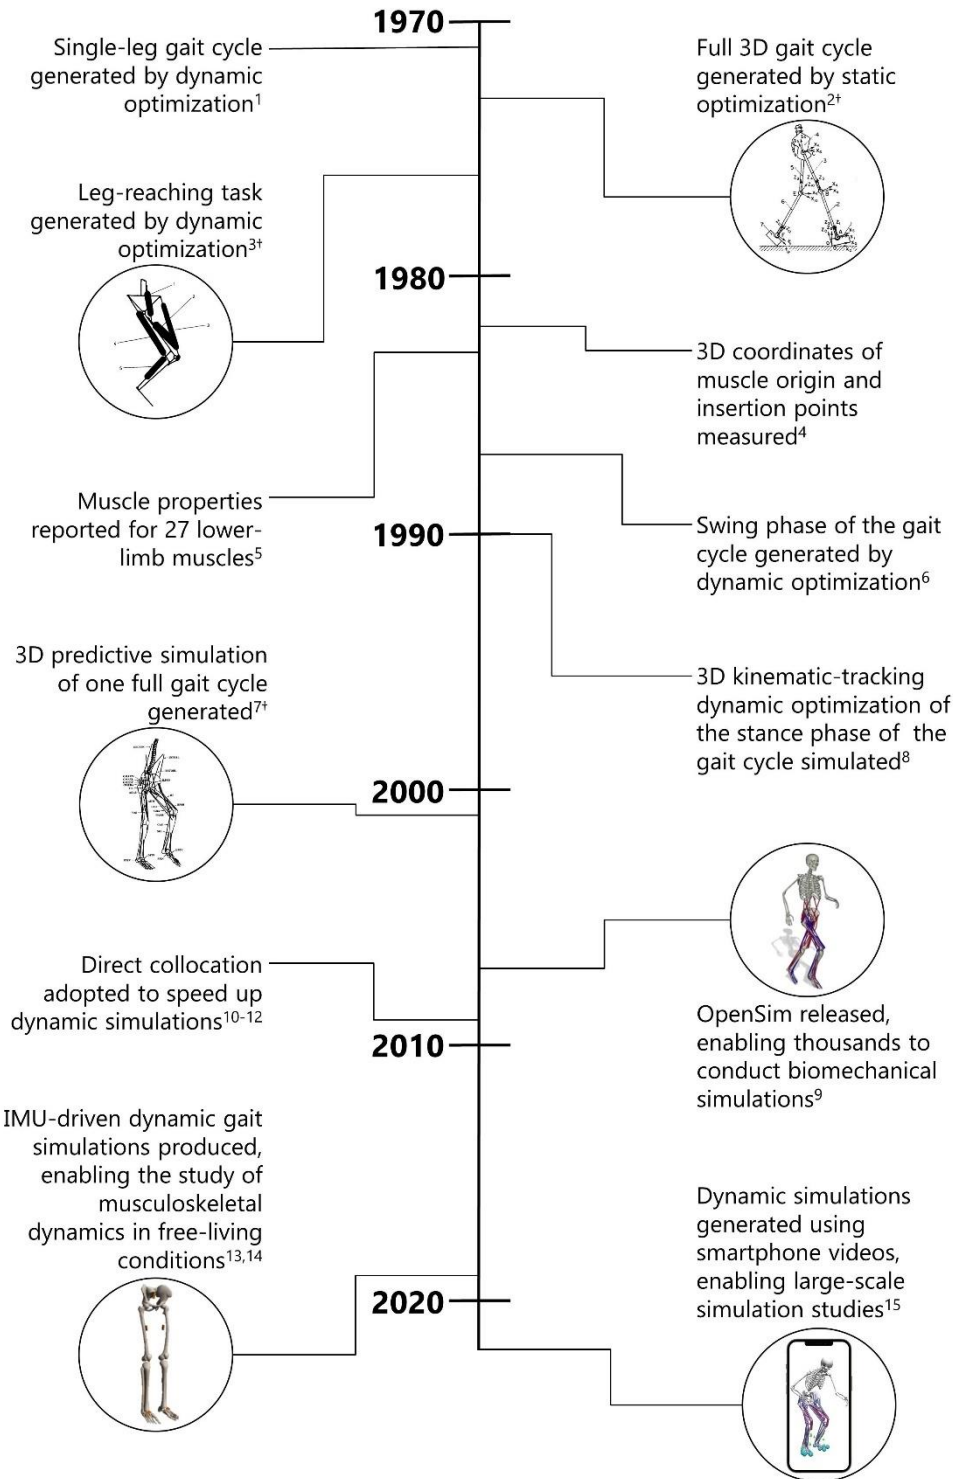 1970
Single-leg gait cycle
generated by dynamic
optimization¹
Full 3D gait cycle
generated by static
optimization²†
Leg-reaching task
generated by dynamic
optimization³†
1980
3D coordinates of
muscle origin and
insertion points
measured⁴
Muscle properties
reported for 27 lower-
limb muscles⁵
1990
Swing phase of the gait
cycle generated by
dynamic optimization⁶
3D predictive simulation
of one full gait cycle
generated⁷†
3D kinematic-tracking
dynamic optimization of
the stance phase of the
gait cycle simulated⁸
2000
Direct collocation
adopted to speed up
dynamic simulations¹⁰⁻¹²
OpenSim released,
enabling thousands to
conduct biomechanical
simulations⁹
2010
IMU-driven dynamic gait
simulations produced,
enabling the study of
musculoskeletal
dynamics in free-living
conditions¹³,¹⁴
Dynamic simulations
generated using
smartphone videos,
enabling large-scale
simulation studies¹⁵
2020